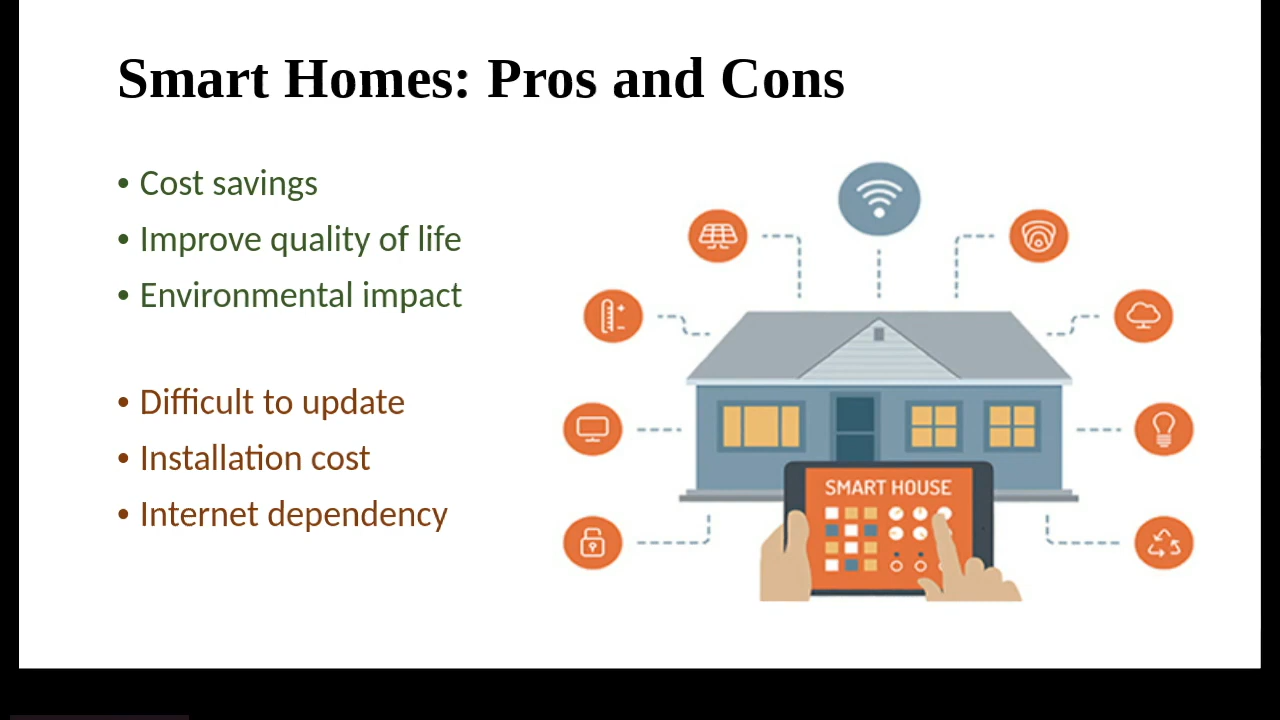 Smart Homes: Pros and Cons
• Cost savings
• Improve quality of life
• Environmental impact
• Difficult to update
• Installation cost
• Internet dependency
SMART HOUSE